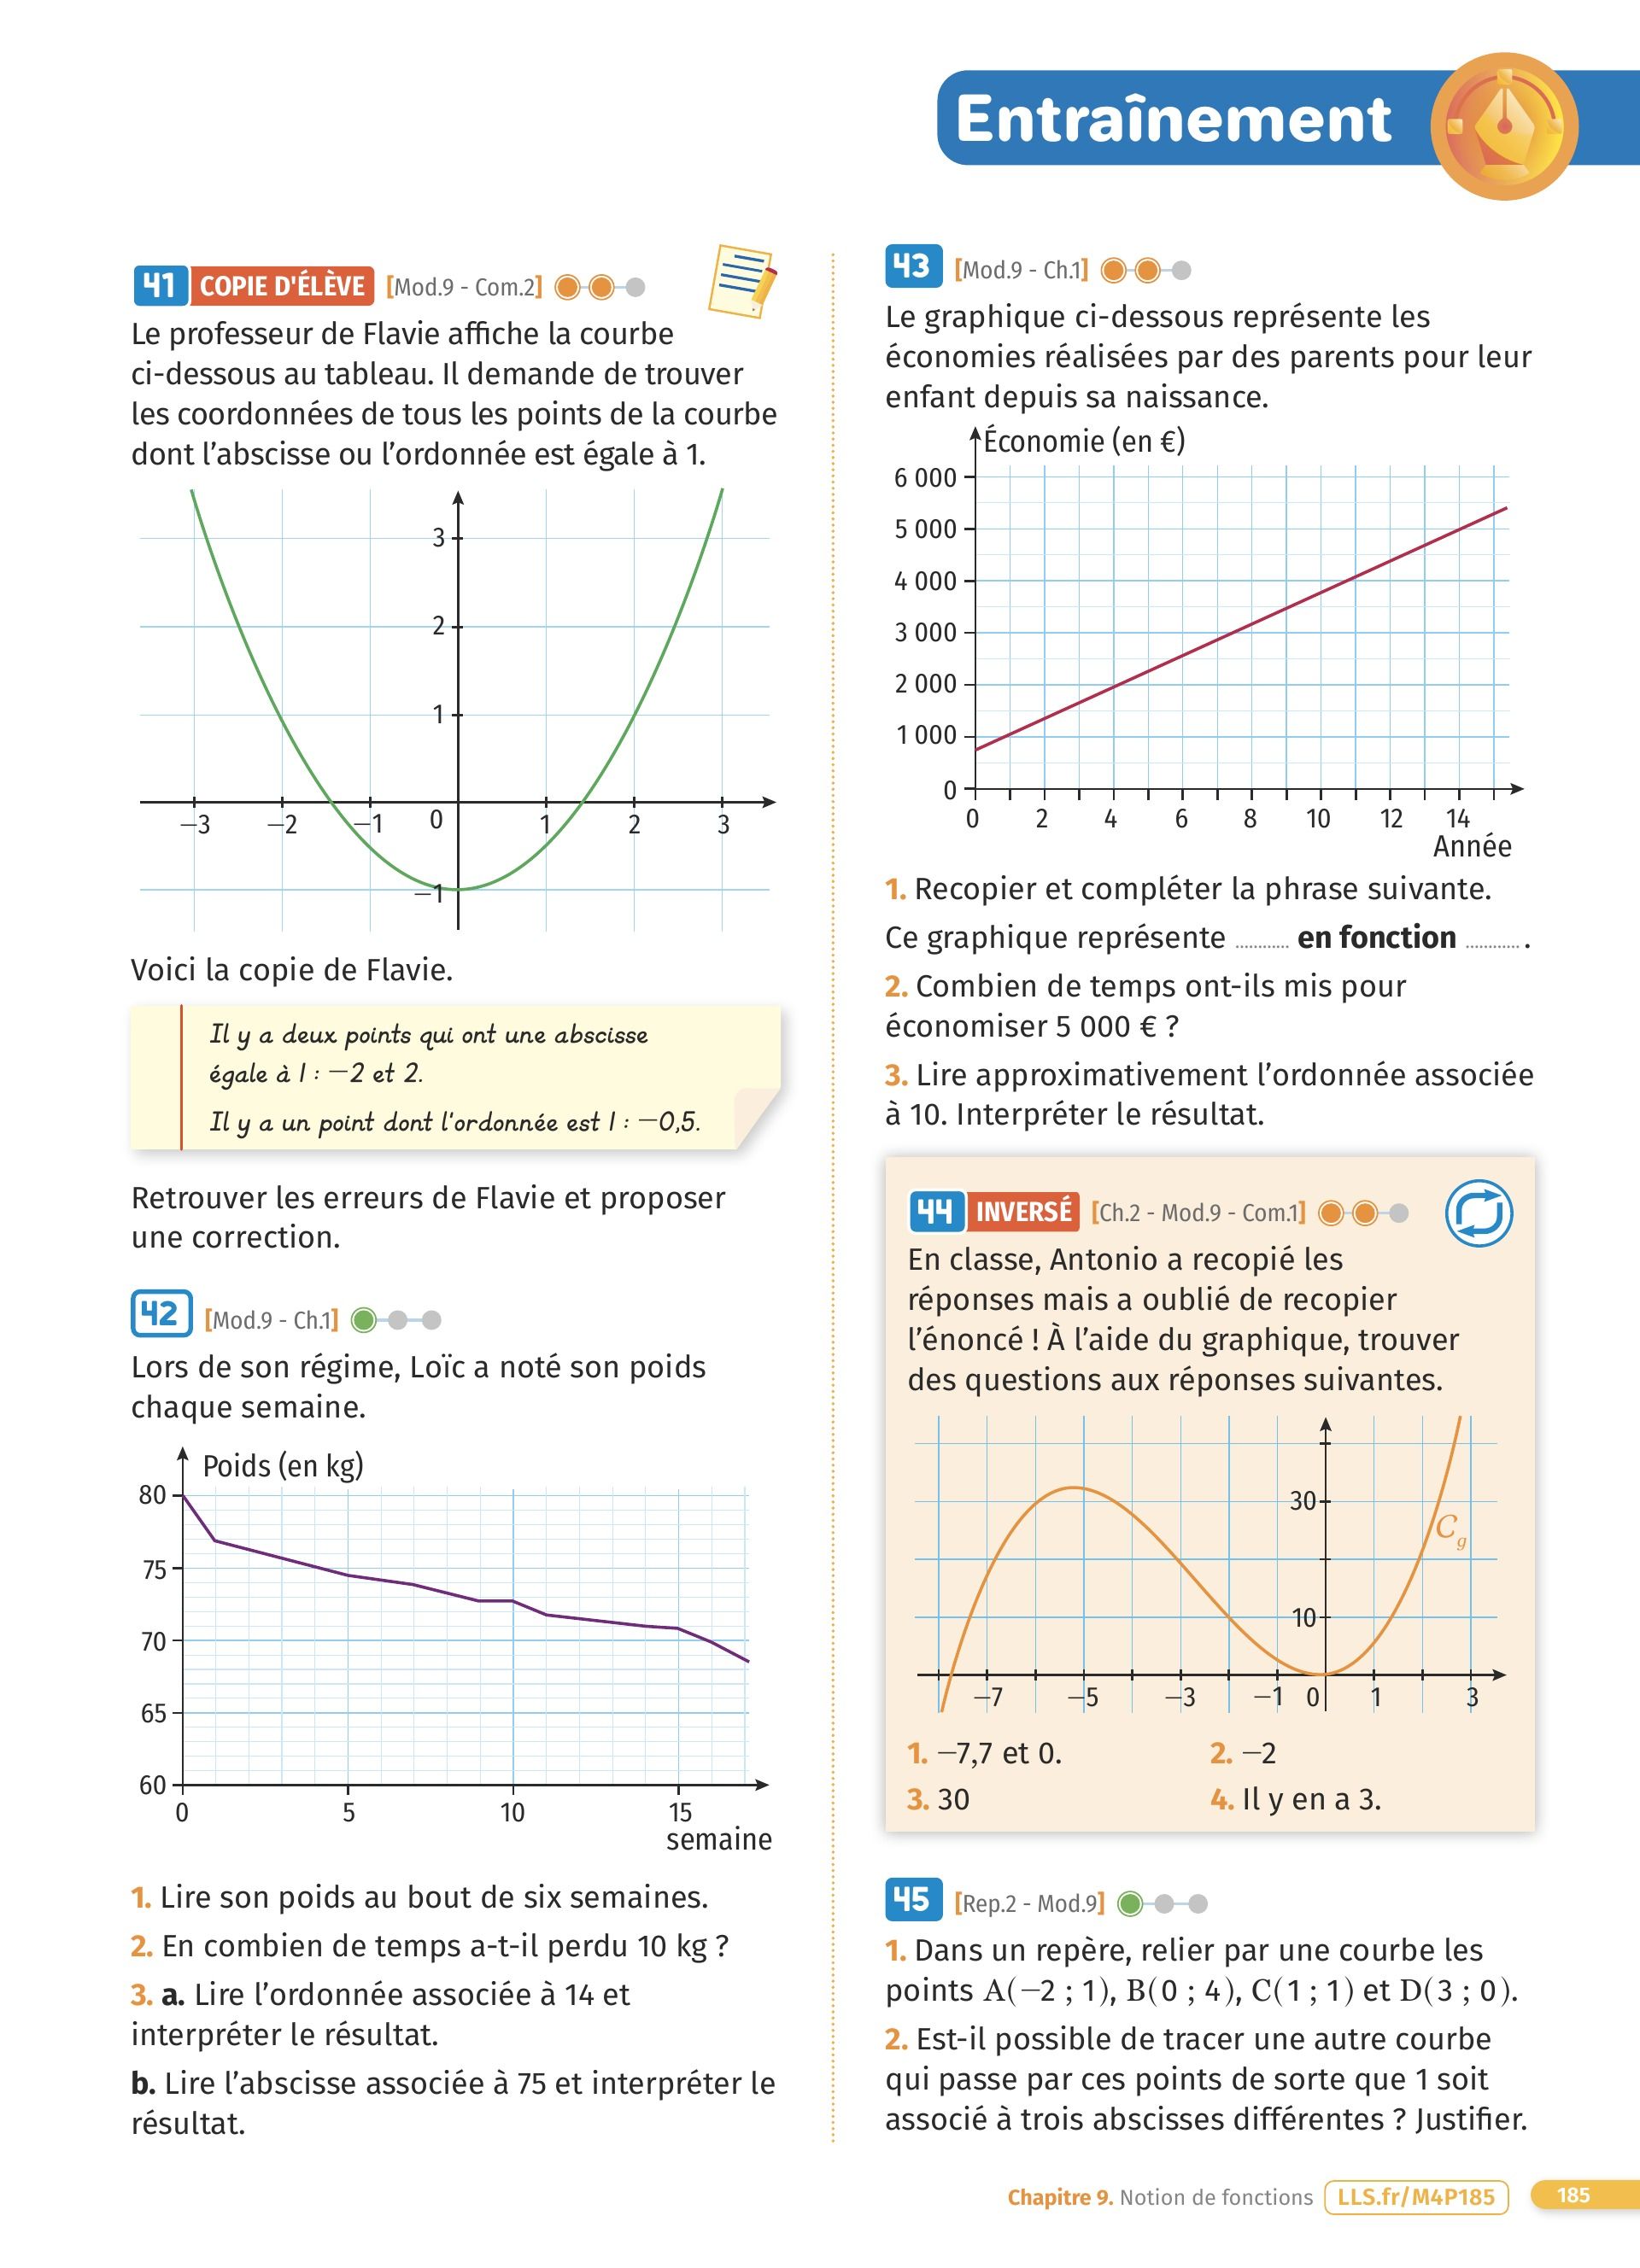 Entraînement
41 COPIE D'ÉLÈVE [Mod.9 - Com.2]
Le professeur de Flavie affiche la courbe
ci-dessous au tableau. Il demande de trouver
les coordonnées de tous les points de la courbe
dont l'abscisse ou l'ordonnée est égale à 1.
3
2
1
−3 −2 −1 0 1 2 3
−1
Voici la copie de Flavie.
Il y a deux points qui ont une abscisse
égale à 1 : −2 et 2.
Il y a un point dont l'ordonnée est 1 : −0,5.
Retrouver les erreurs de Flavie et proposer
une correction.
42 [Mod.9 - Ch.1]
Lors de son régime, Loïc a noté son poids
chaque semaine.
Poids (en kg)
80
75
70
65
60
0 5 10 15
semaine
1. Lire son poids au bout de six semaines.
2. En combien de temps a-t-il perdu 10 kg ?
3. a. Lire l'ordonnée associée à 14 et
interpréter le résultat.
b. Lire l'abscisse associée à 75 et interpréter le
résultat.
43 [Mod.9 - Ch.1]
Le graphique ci-dessous représente les
économies réalisées par des parents pour leur
enfant depuis sa naissance.
Économie (en €)
6 000
5 000
4 000
3 000
2 000
1 000
0
0 2 4 6 8 10 12 14
Année
1. Recopier et compléter la phrase suivante.
Ce graphique représente ............ en fonction ............ .
2. Combien de temps ont-ils mis pour
économiser 5 000 € ?
3. Lire approximativement l'ordonnée associée
à 10. Interpréter le résultat.
44 INVERSÉ [Ch.2 - Mod.9 - Com.1]
En classe, Antonio a recopié les
réponses mais a oublié de recopier
l'énoncé ! À l'aide du graphique, trouver
des questions aux réponses suivantes.
30
C_g
10
−7 −5 −3 −1 0 1 3
1. −7,7 et 0. 2. −2
3. 30 4. Il y en a 3.
45 [Rep.2 - Mod.9]
1. Dans un repère, relier par une courbe les
points A(−2 ; 1), B(0 ; 4), C(1 ; 1) et D(3 ; 0).
2. Est-il possible de tracer une autre courbe
qui passe par ces points de sorte que 1 soit
associé à trois abscisses différentes ? Justifier.
Chapitre 9. Notion de fonctions LLS.fr/M4P185 185